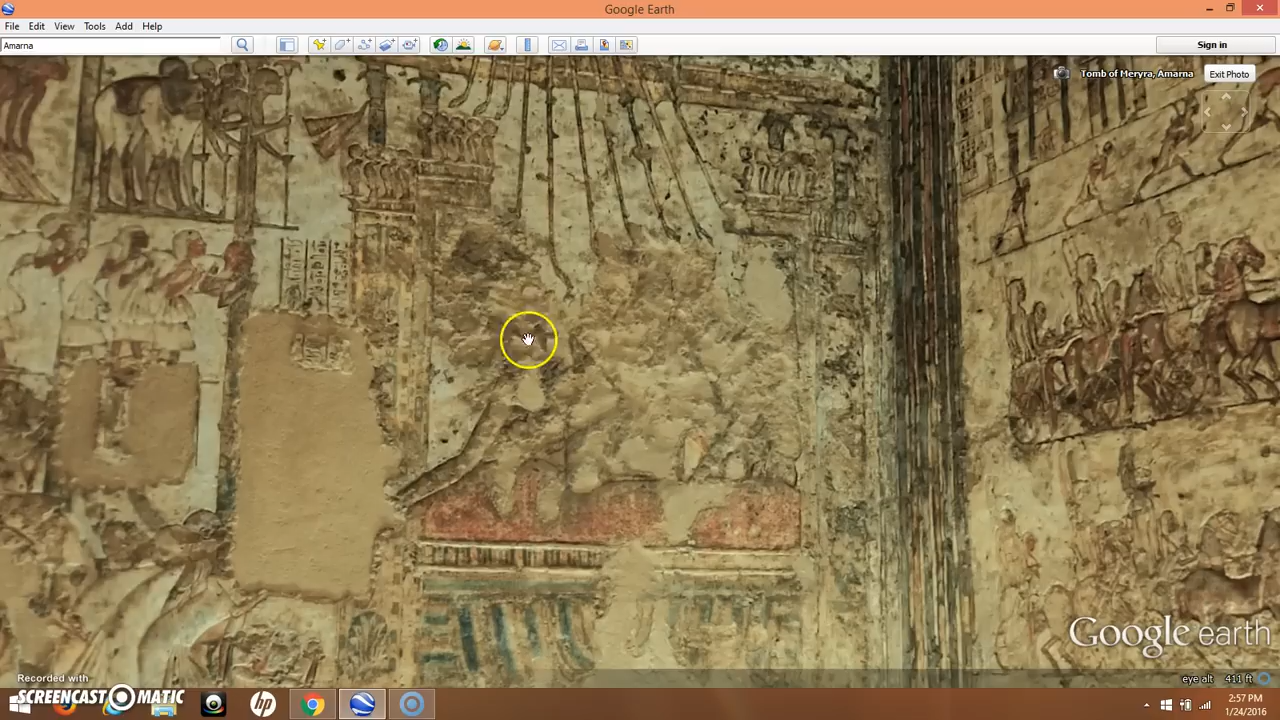 Google Earth
File Edit View Tools Add Help
Amarna
Sign in
Tomb of Meryra, Amarna
Exit Photo
Google earth
Recorded with
eye alt 411 ft
SCREENCAST MATIC
hp
2:57 PM
1/24/2016